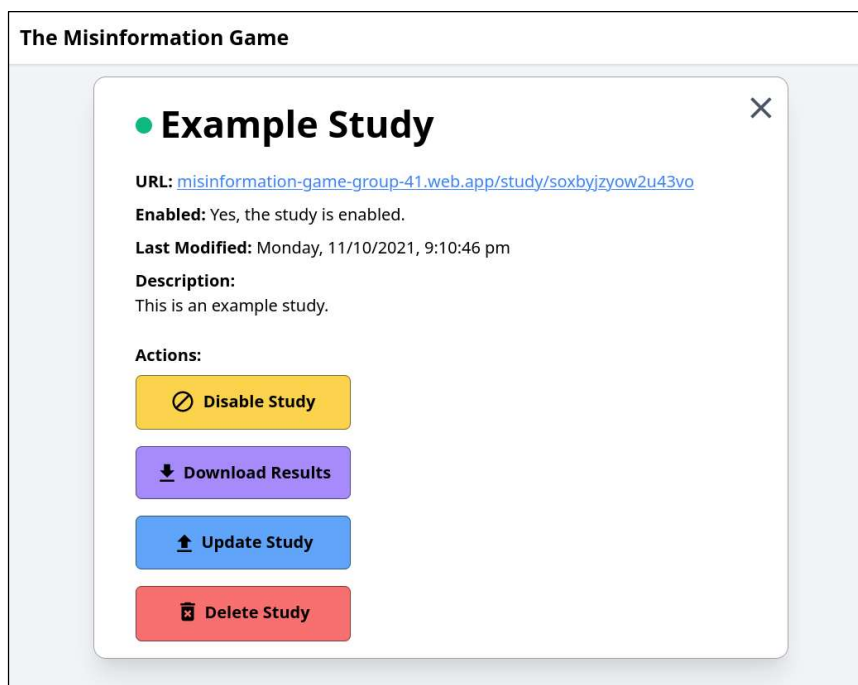 The Misinformation Game
Example Study
URL: misinformation-game-group-41.web.app/study/soxbyjzyow2u43vo
Enabled: Yes, the study is enabled.
Last Modified: Monday, 11/10/2021, 9:10:46 pm
Description:
This is an example study.
Actions:
Disable Study
Download Results
Update Study
Delete Study